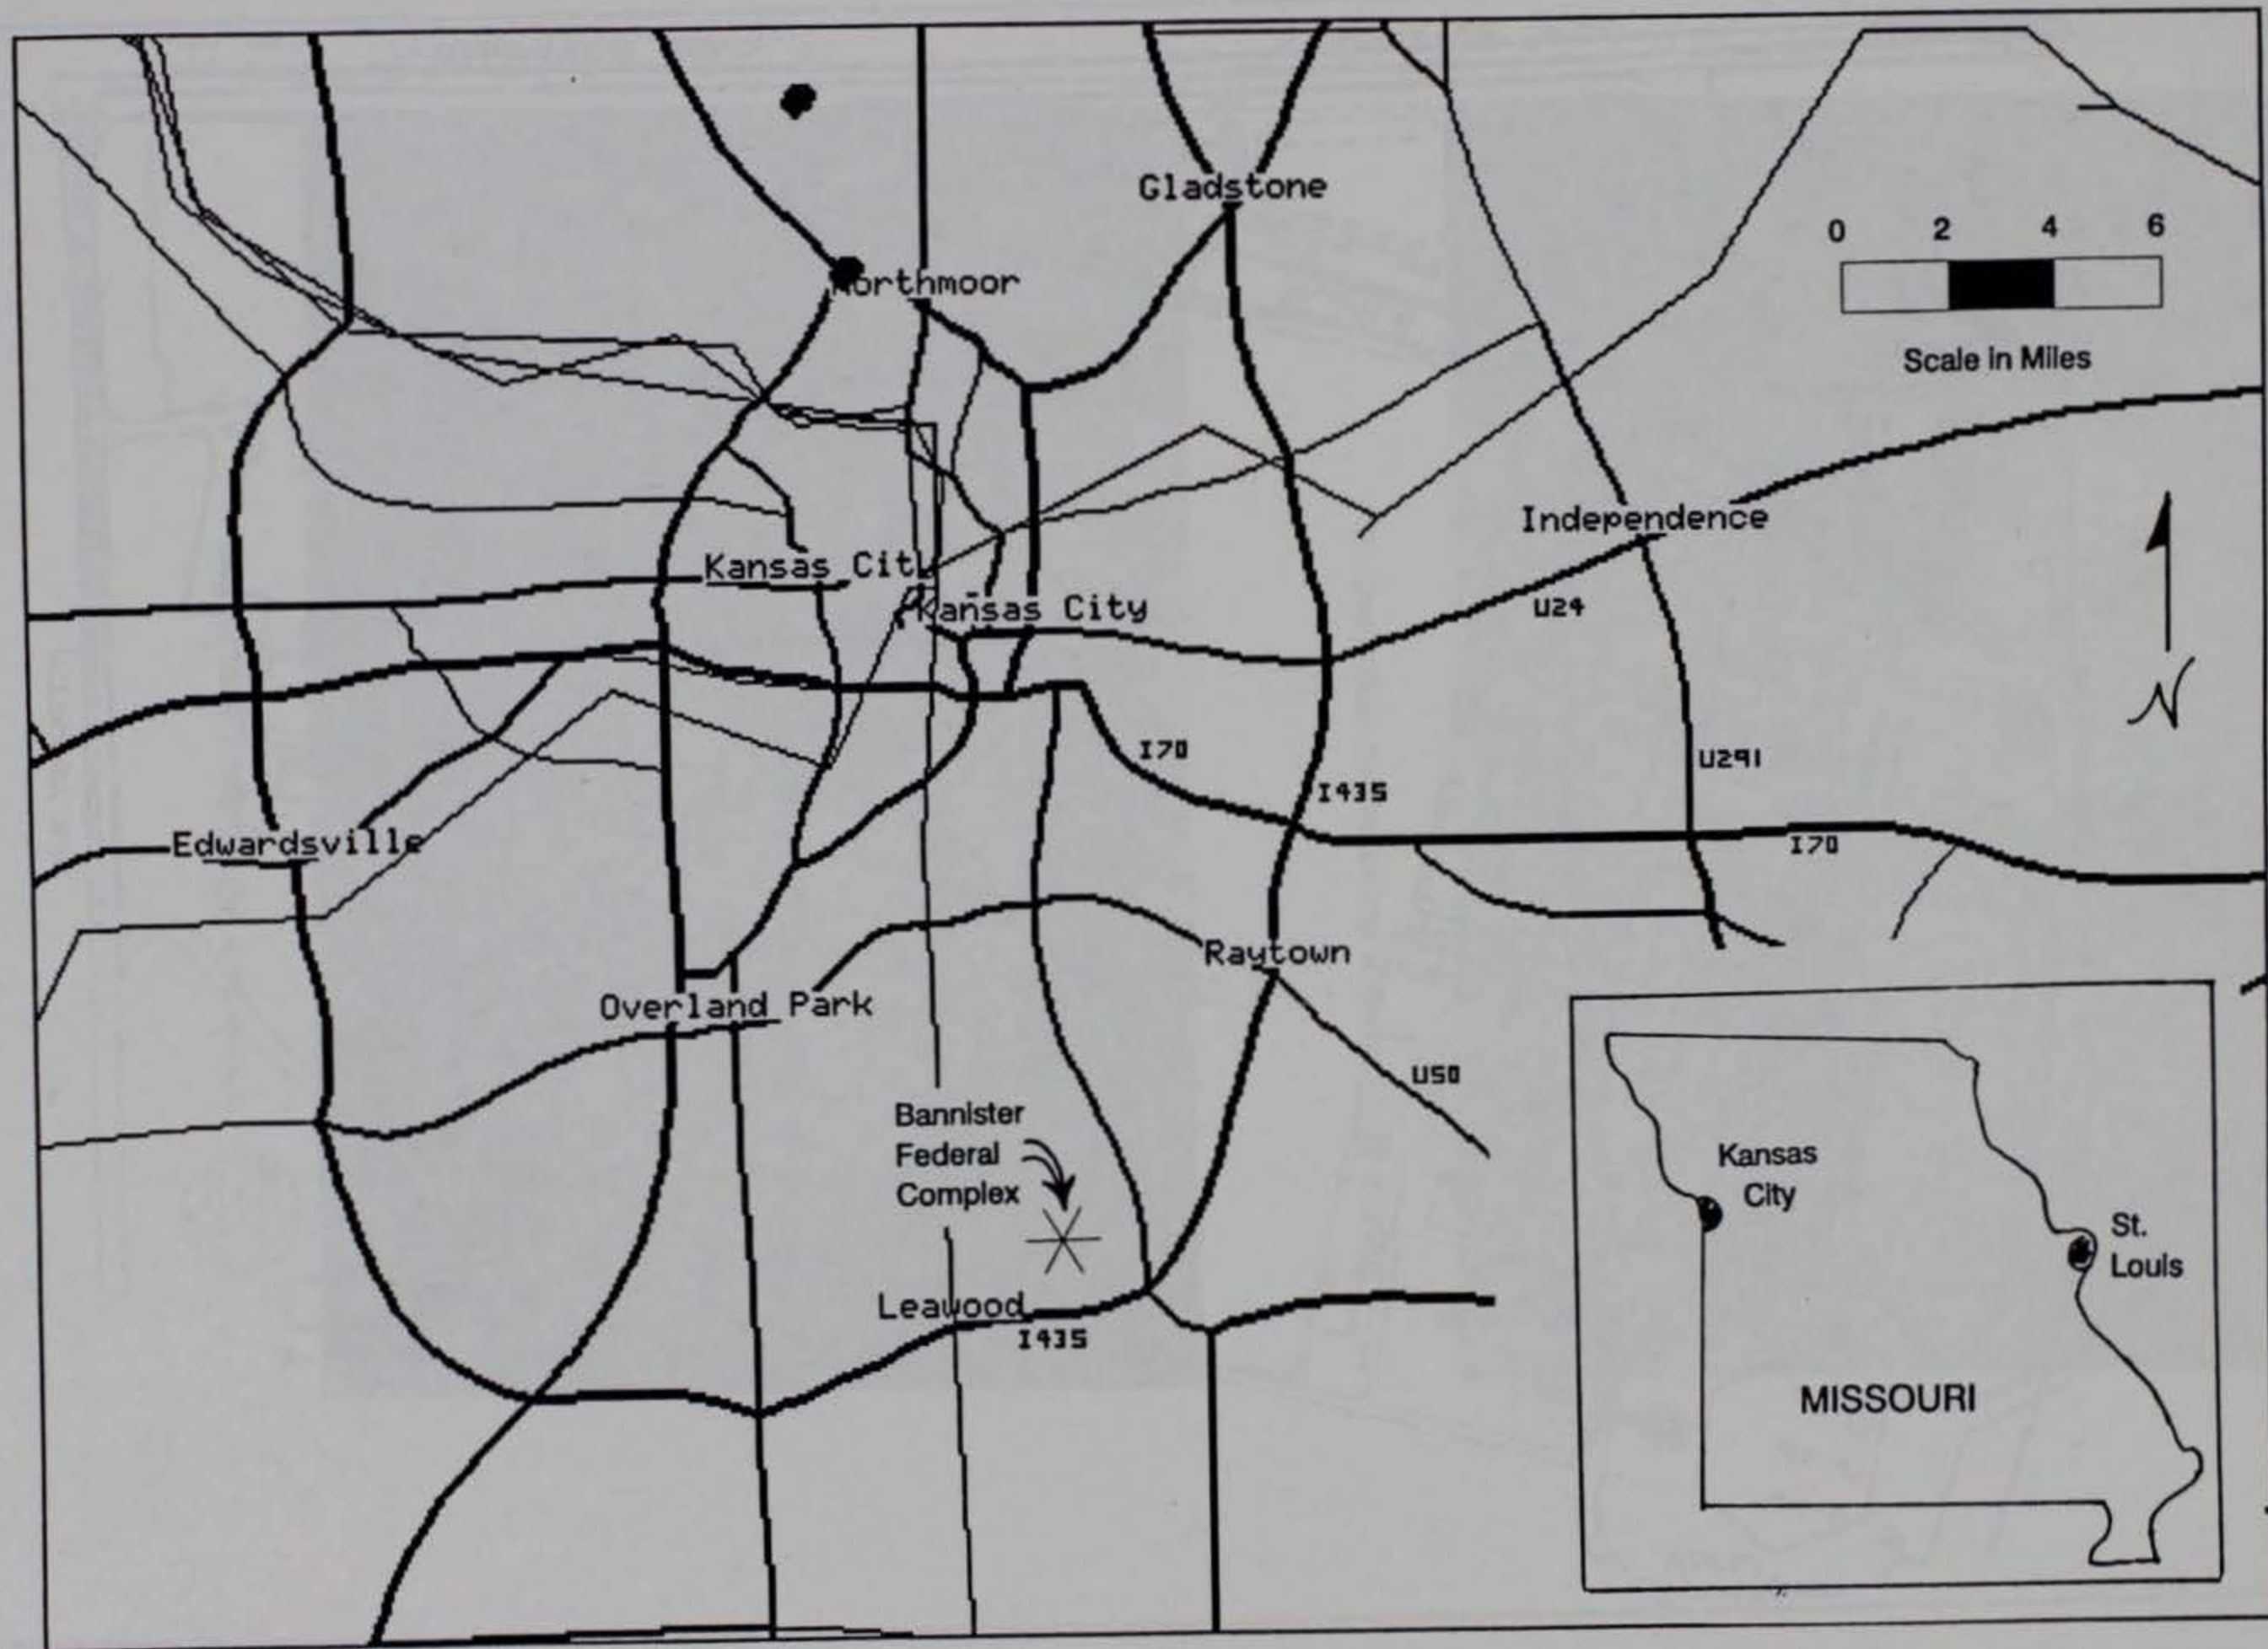 Gladstone
Northmoor
0 2 4 6
Scale in Miles
Independence
Kansas City
Kansas City
U24
N
I70
U291
I435
I70
Edwardsville
Raytown
Overland Park
U50
Bannister
Federal
Complex
Leawood
I435
Kansas
City
St.
Louis
MISSOURI